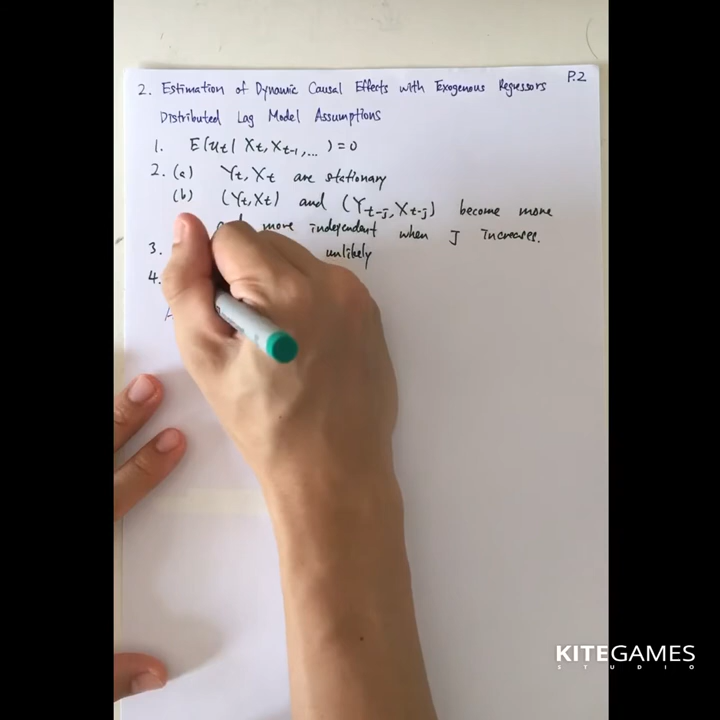 P.2
2. Estimation of Dynamic Causal Effects with Exogenous Regressors
Distributed Lag Model Assumptions
1. E(ut | Xt, Xt-1, ... ) = 0
2. (a) Yt, Xt are stationary
(b) (Yt, Xt) and (Yt-j, Xt-j) become more
more independent when J increases.
3. unlikely
4.
KITEGAMES
STUDIO